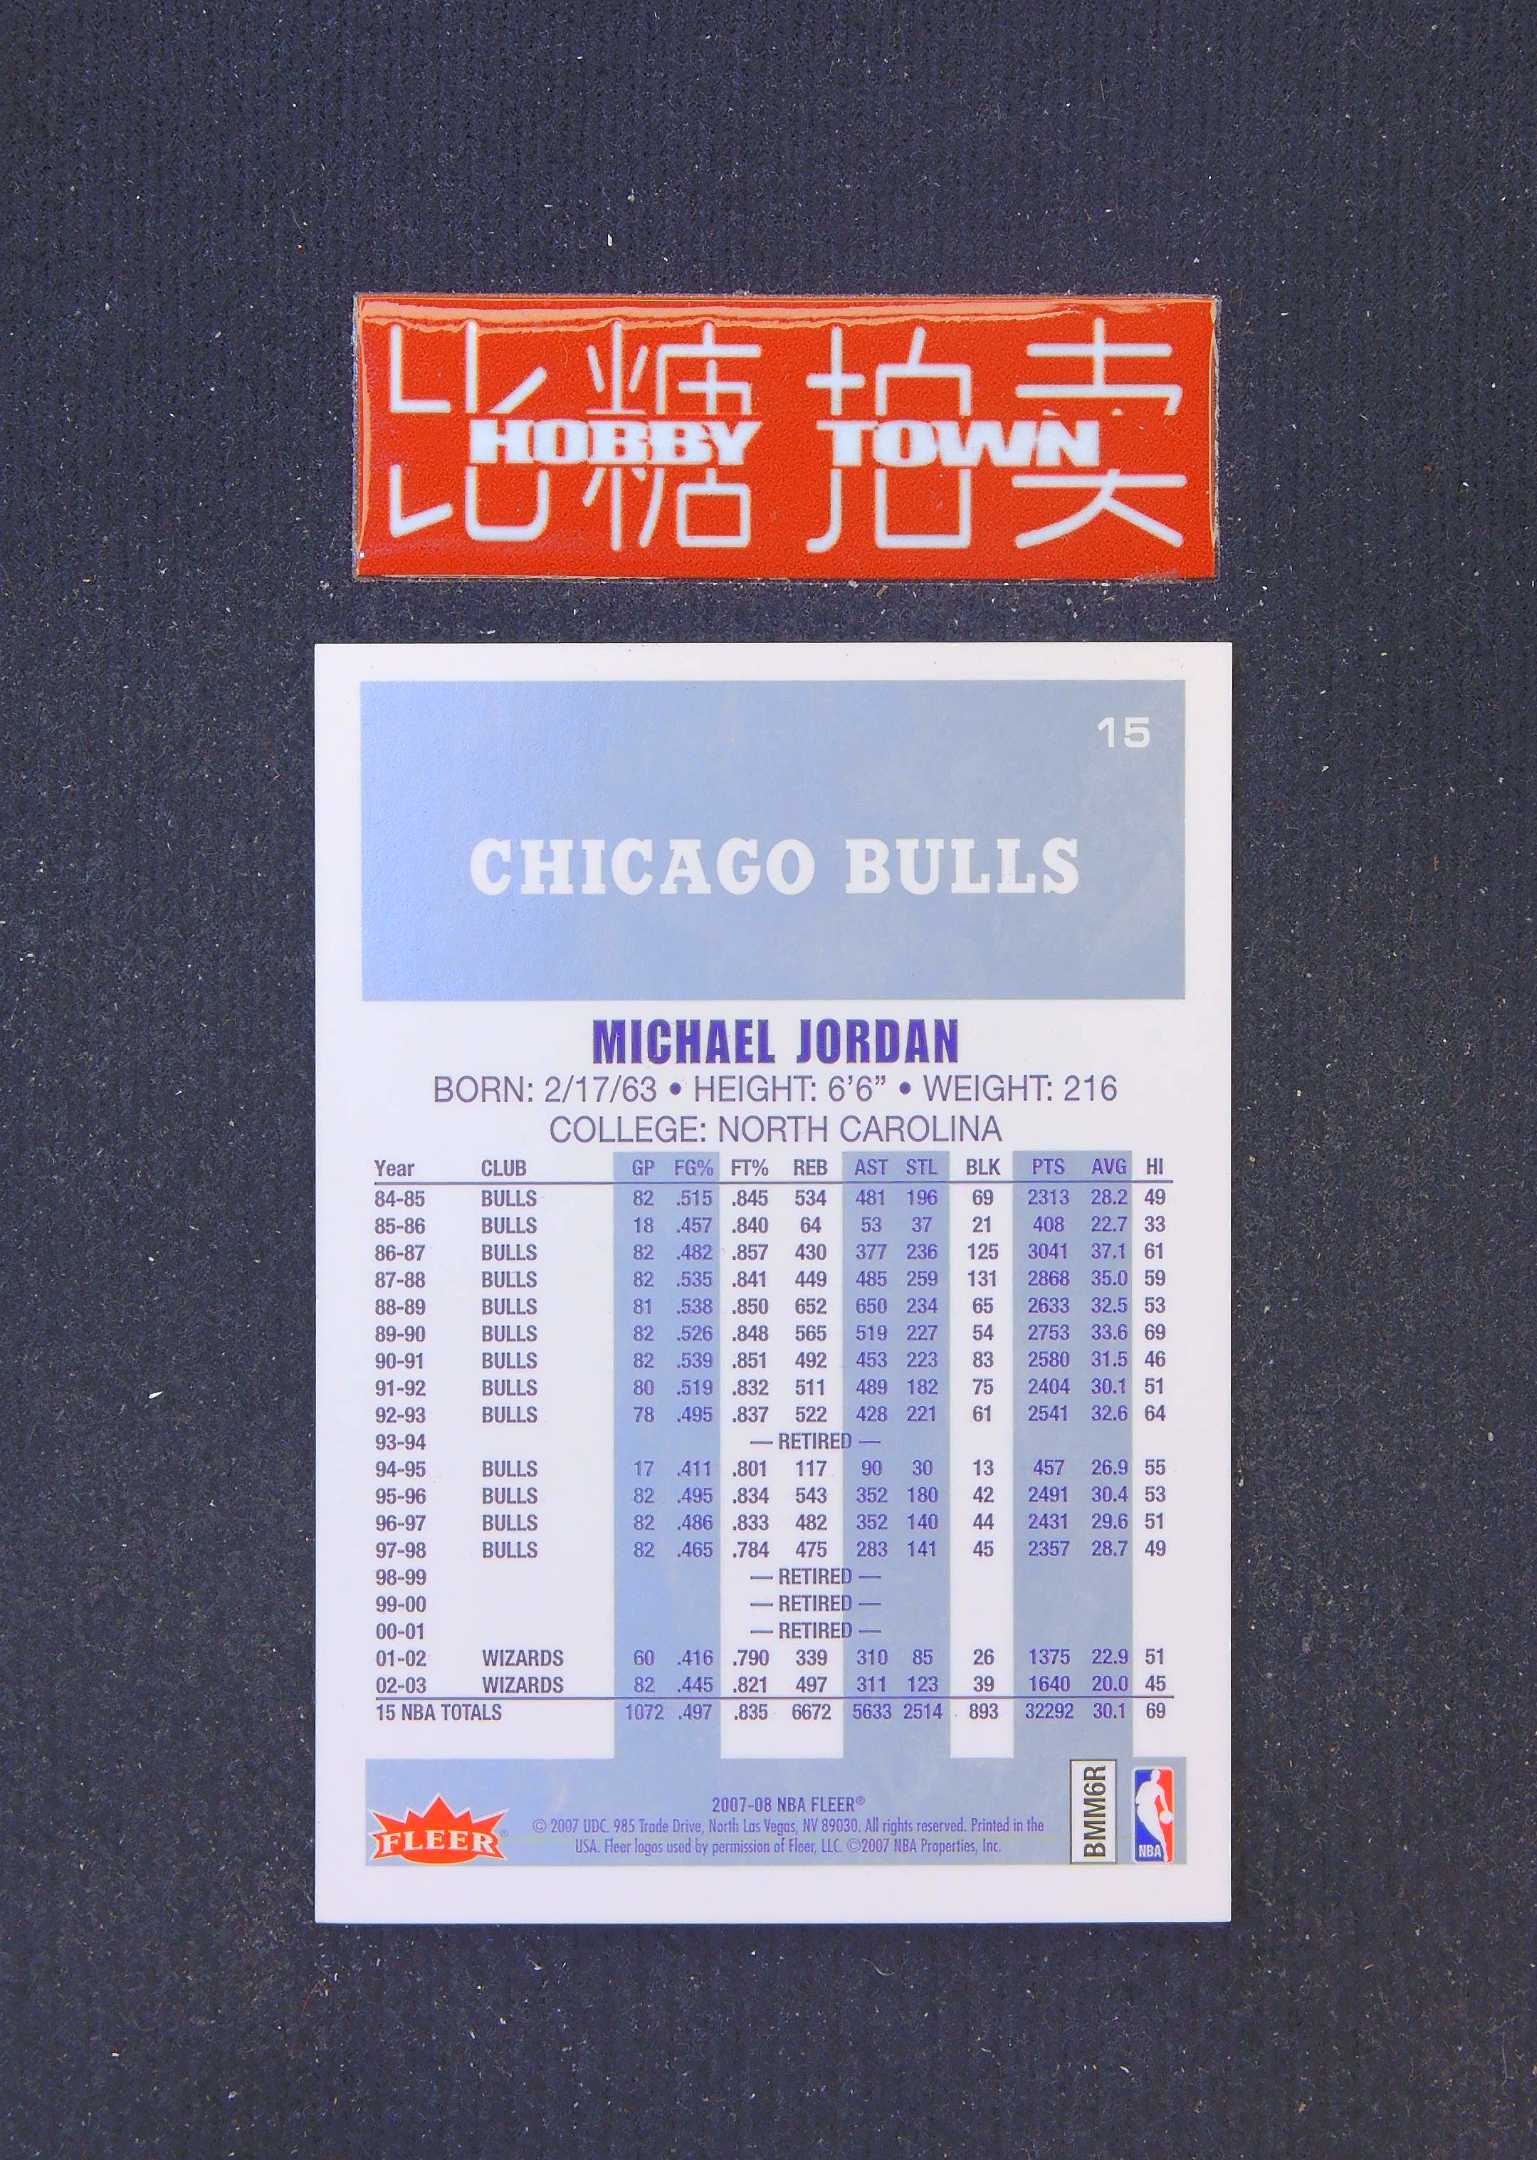 比糖拍卖
HOBBY TOWN
15
CHICAGO BULLS
MICHAEL JORDAN
BORN: 2/17/63 • HEIGHT: 6'6” • WEIGHT: 216
COLLEGE: NORTH CAROLINA
Year CLUB GP FG% FT% REB AST STL BLK PTS AVG HI
84-85 BULLS 82 .515 .845 534 481 196 69 2313 28.2 49
85-86 BULLS 18 .457 .840 64 53 37 21 408 22.7 33
86-87 BULLS 82 .482 .857 430 377 236 125 3041 37.1 61
87-88 BULLS 82 .535 .841 449 485 259 131 2868 35.0 59
88-89 BULLS 81 .538 .850 652 650 234 65 2633 32.5 53
89-90 BULLS 82 .526 .848 565 519 227 54 2753 33.6 69
90-91 BULLS 82 .539 .851 492 453 223 83 2580 31.5 46
91-92 BULLS 80 .519 .832 511 489 182 75 2404 30.1 51
92-93 BULLS 78 .495 .837 522 428 221 61 2541 32.6 64
93-94 — RETIRED —
94-95 BULLS 17 .411 .801 117 90 30 13 457 26.9 55
95-96 BULLS 82 .495 .834 543 352 180 42 2491 30.4 53
96-97 BULLS 82 .486 .833 482 352 140 44 2431 29.6 51
97-98 BULLS 82 .465 .784 475 283 141 45 2357 28.7 49
98-99 — RETIRED —
99-00 — RETIRED —
00-01 — RETIRED —
01-02 WIZARDS 60 .416 .790 339 310 85 26 1375 22.9 51
02-03 WIZARDS 82 .445 .821 497 311 123 39 1640 20.0 45
15 NBA TOTALS 1072 .497 .835 6672 5633 2514 893 32292 30.1 69
FLEER®
2007-08 NBA FLEER®
© 2007 UDC. 985 Trade Drive, North Las Vegas, NV 89030. All rights reserved. Printed in the
USA. Fleer logos used by permission of Fleer, LLC. ©2007 NBA Properties, Inc.
BMM6R
NBA